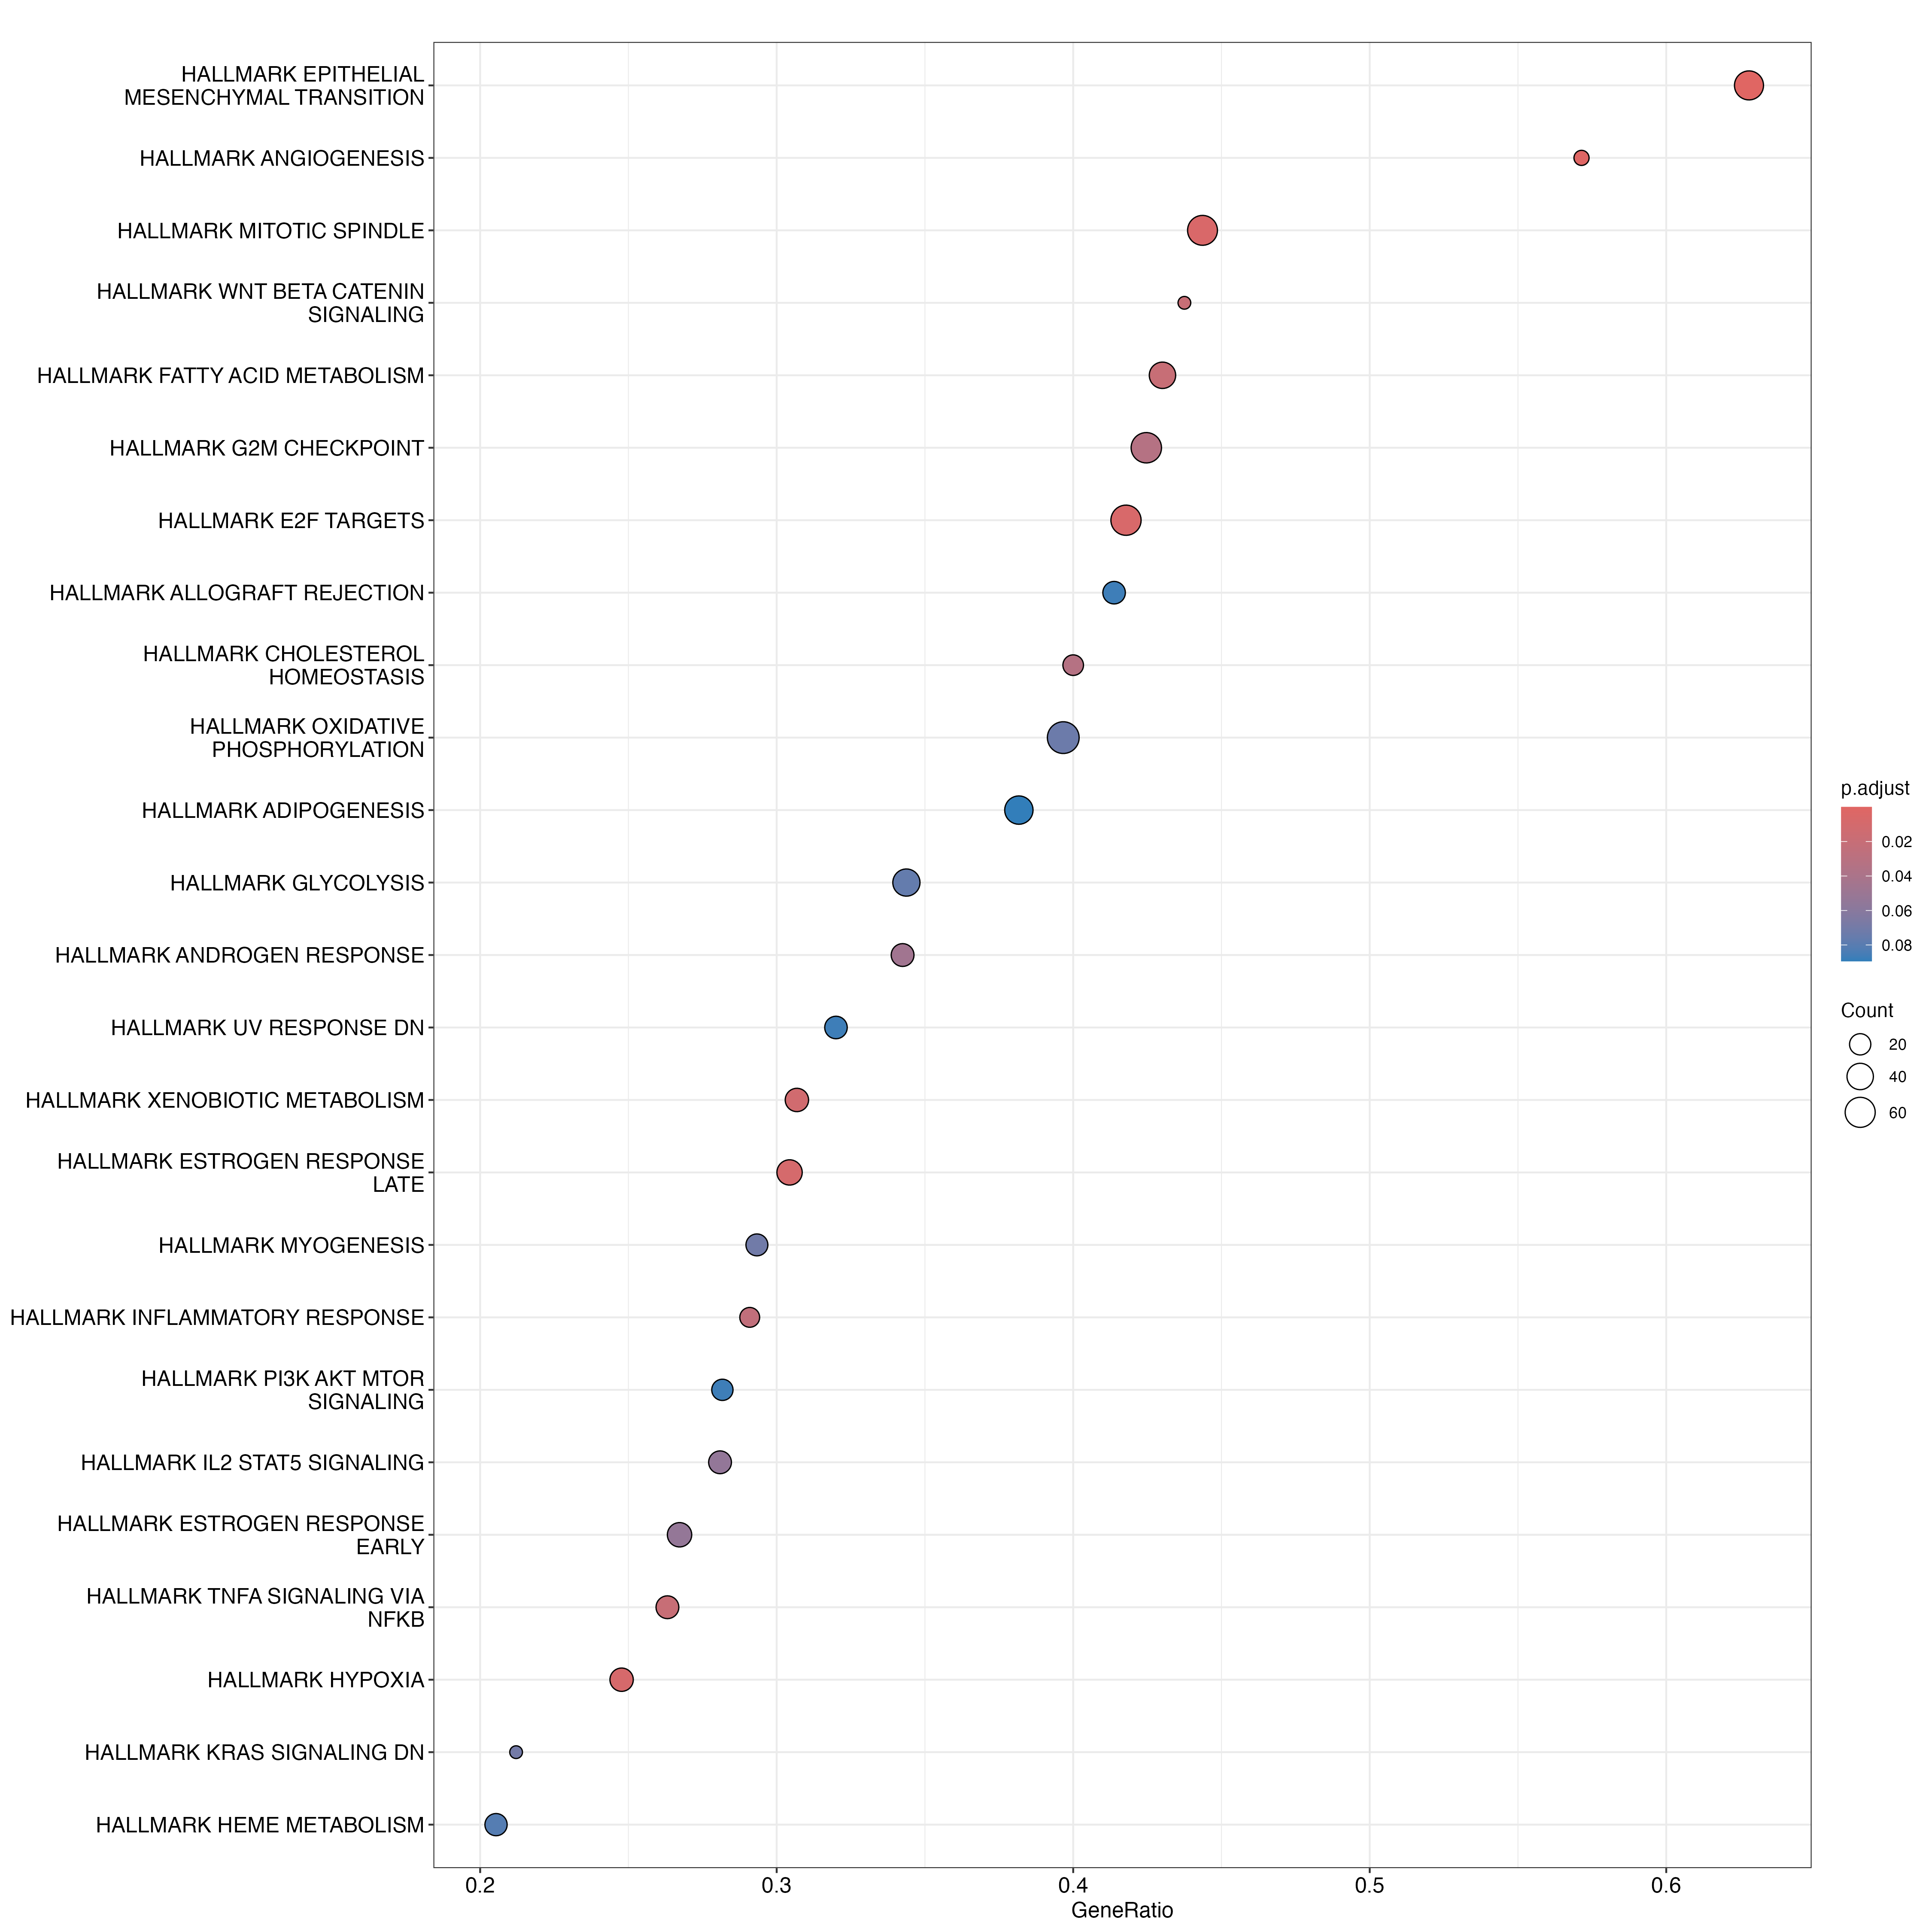 HALLMARK EPITHELIAL
MESENCHYMAL TRANSITION
HALLMARK ANGIOGENESIS
HALLMARK MITOTIC SPINDLE
HALLMARK WNT BETA CATENIN
SIGNALING
HALLMARK FATTY ACID METABOLISM
HALLMARK G2M CHECKPOINT
HALLMARK E2F TARGETS
HALLMARK ALLOGRAFT REJECTION
HALLMARK CHOLESTEROL
HOMEOSTASIS
HALLMARK OXIDATIVE
PHOSPHORYLATION
HALLMARK ADIPOGENESIS
HALLMARK GLYCOLYSIS
HALLMARK ANDROGEN RESPONSE
HALLMARK UV RESPONSE DN
HALLMARK XENOBIOTIC METABOLISM
HALLMARK ESTROGEN RESPONSE
LATE
HALLMARK MYOGENESIS
HALLMARK INFLAMMATORY RESPONSE
HALLMARK PI3K AKT MTOR
SIGNALING
HALLMARK IL2 STAT5 SIGNALING
HALLMARK ESTROGEN RESPONSE
EARLY
HALLMARK TNFA SIGNALING VIA
NFKB
HALLMARK HYPOXIA
HALLMARK KRAS SIGNALING DN
HALLMARK HEME METABOLISM
0.2 0.3 0.4 0.5 0.6
GeneRatio
p.adjust
0.02
0.04
0.06
0.08
Count
20
40
60